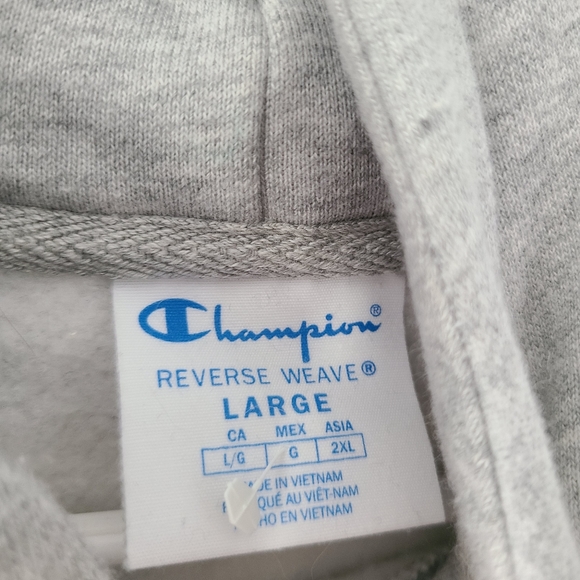 Champion®
REVERSE WEAVE®
LARGE
CA MEX ASIA
L/G G 2XL
IN VIETNAM
AU VIÊT-NAM
EN VIETNAM